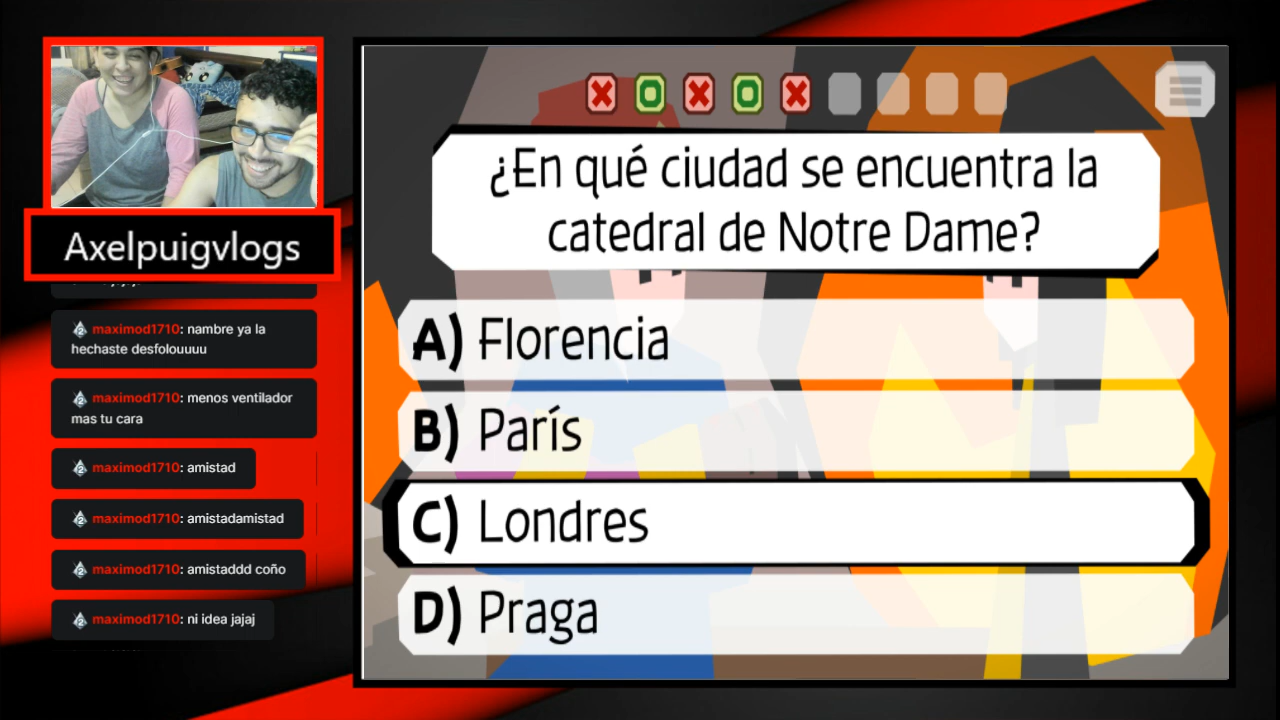 ¿En qué ciudad se encuentra la
catedral de Notre Dame?
A) Florencia
B) París
C) Londres
D) Praga
Axelpuigvlogs
maximod1710: nambre ya la
hechaste desfolouuuu
maximod1710: menos ventilador
mas tu cara
maximod1710: amistad
maximod1710: amistadamistad
maximod1710: amistaddd coño
maximod1710: ni idea jajaj